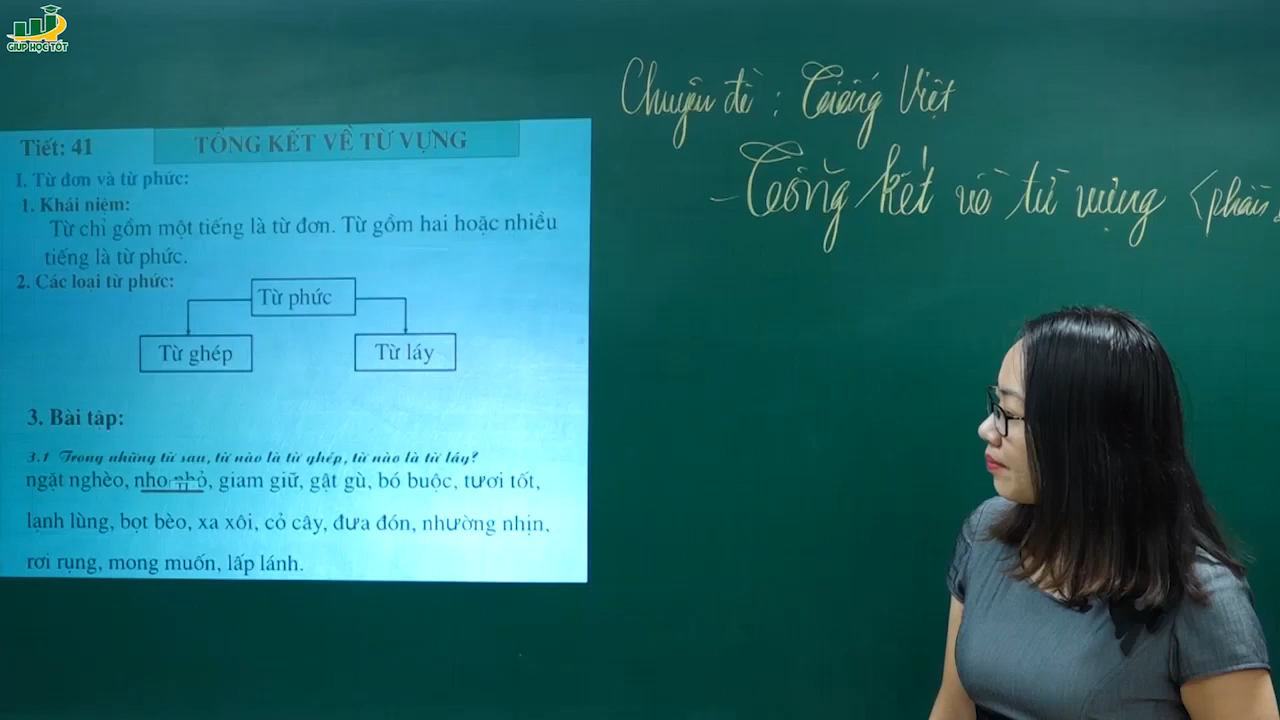 GIÚP HỌC TỐT
Chuyên đề : Tiếng Việt
- Tổng kết về từ vựng <phần
Tiết: 41
TỔNG KẾT VỀ TỪ VỰNG
I. Từ đơn và từ phức:
1. Khái niệm:
Từ chỉ gồm một tiếng là từ đơn. Từ gồm hai hoặc nhiều
tiếng là từ phức.
2. Các loại từ phức:
Từ phức
Từ ghép
Từ láy
3. Bài tập:
3.1 Trong những từ sau, từ nào là từ ghép, từ nào là từ láy?
ngặt nghèo, nho nhỏ, giam giữ, gật gù, bó buộc, tươi tốt,
lạnh lùng, bọt bèo, xa xôi, cỏ cây, đưa đón, nhường nhịn,
rơi rụng, mong muốn, lấp lánh.